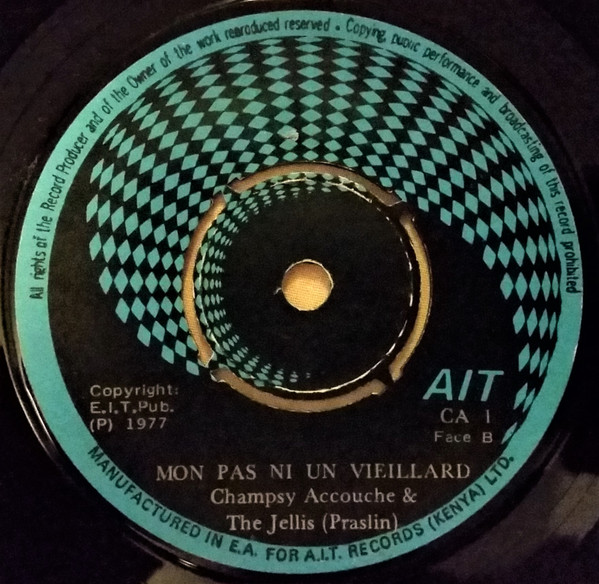 All rights of the Record Producer and of the Owner of the work reproduced reserved . Copying, public performance and broadcasting of this record prohibited
AIT
CA 1
Face B
Copyright:
E.I.T.Pub.
(P) 1977
MON PAS NI UN VIEILLARD
Champsy Accouche &
The Jellis (Praslin)
MANUFACTURED IN E.A. FOR A.I.T. RECORDS (KENYA) LTD.